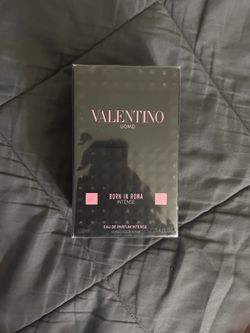 VALENTINO
UOMO
BORN IN ROMA
INTENSE
EAU DE PARFUM INTENSE